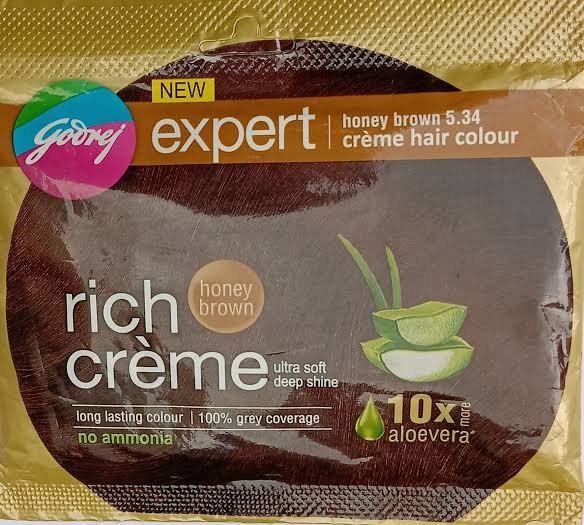 NEW
Godrej
expert
honey brown 5.34
crème hair colour
honey
brown
rich
crème
ultra soft
deep shine
long lasting colour | 100% grey coverage
no ammonia
10x more
aloevera*